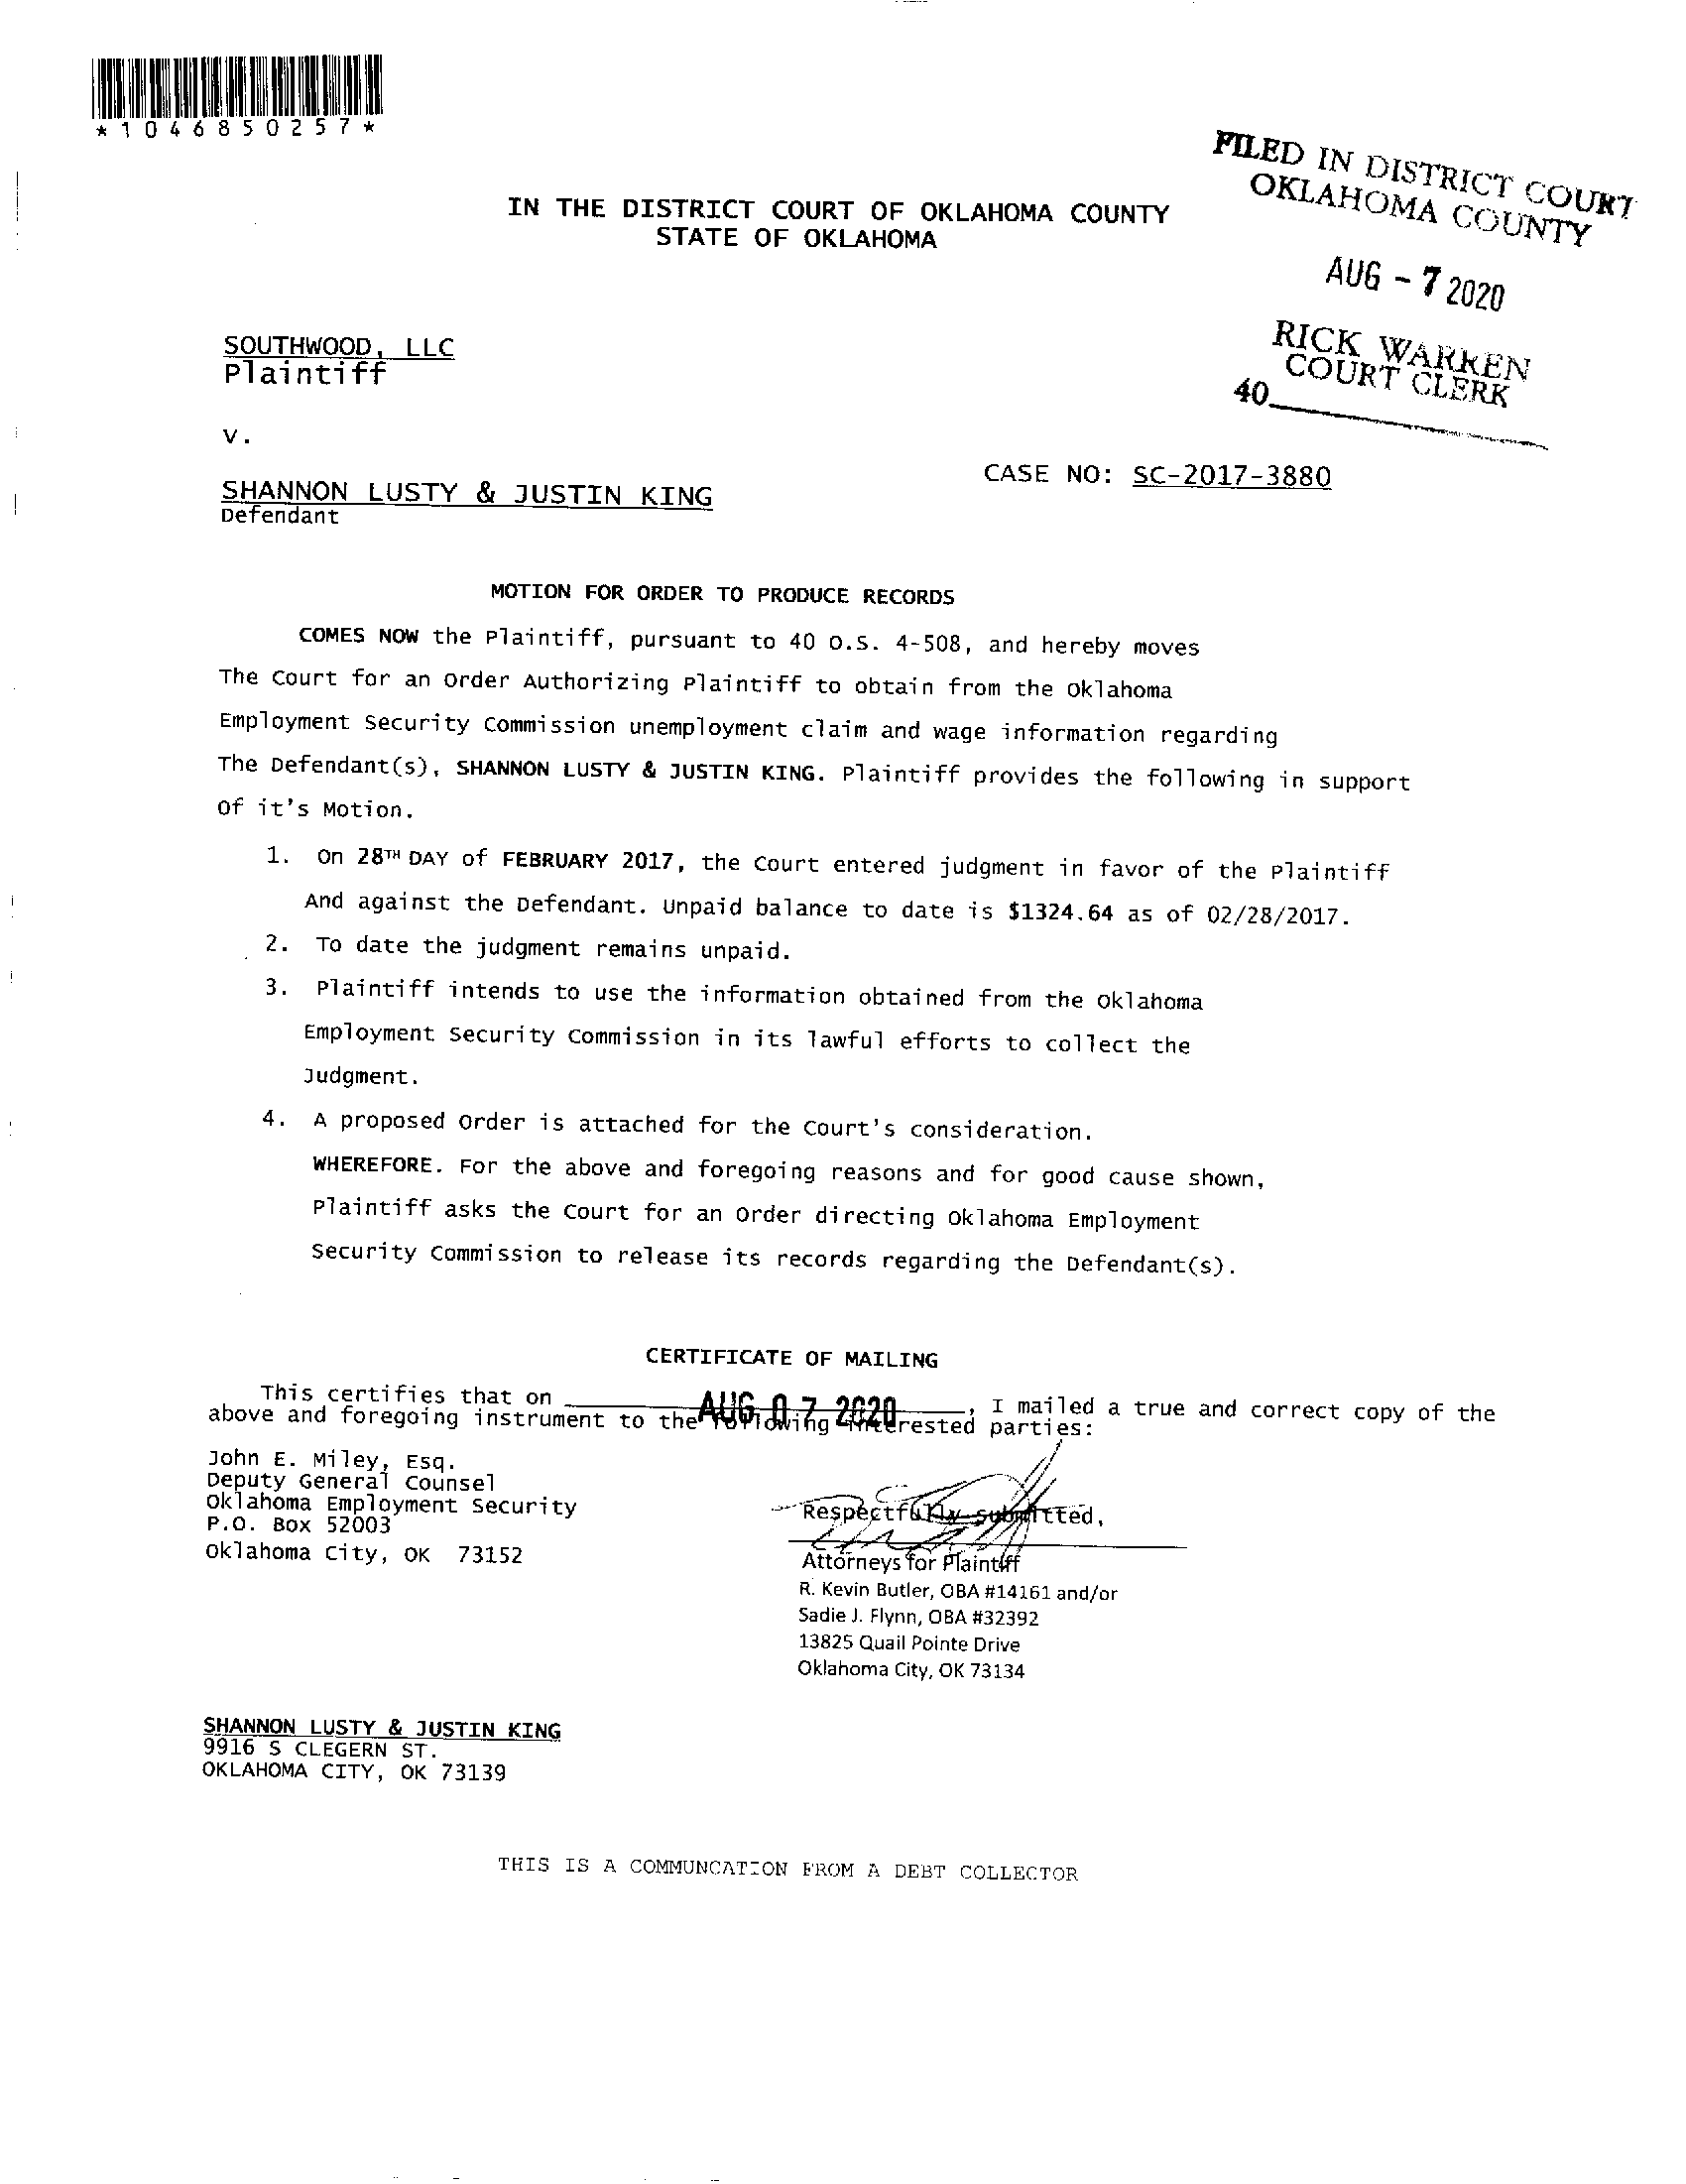 *1046850257*
FILED IN DISTRICT COURT
OKLAHOMA COUNTY
AUG - 7 2020
RICK WARREN
COURT CLERK
40
IN THE DISTRICT COURT OF OKLAHOMA COUNTY
STATE OF OKLAHOMA
SOUTHWOOD, LLC
Plaintiff
v.
CASE NO: SC-2017-3880
SHANNON LUSTY & JUSTIN KING
Defendant
MOTION FOR ORDER TO PRODUCE RECORDS
COMES NOW the Plaintiff, pursuant to 40 O.S. 4-508, and hereby moves
The Court for an Order Authorizing Plaintiff to obtain from the Oklahoma
Employment Security Commission unemployment claim and wage information regarding
The Defendant(s), SHANNON LUSTY & JUSTIN KING. Plaintiff provides the following in support
Of it's Motion.
1. On 28TH DAY of FEBRUARY 2017, the Court entered judgment in favor of the Plaintiff
And against the Defendant. Unpaid balance to date is $1324.64 as of 02/28/2017.
2. To date the judgment remains unpaid.
3. Plaintiff intends to use the information obtained from the Oklahoma
Employment Security Commission in its lawful efforts to collect the
Judgment.
4. A proposed Order is attached for the Court's consideration.
WHEREFORE. For the above and foregoing reasons and for good cause shown,
Plaintiff asks the Court for an Order directing Oklahoma Employment
Security Commission to release its records regarding the Defendant(s).
CERTIFICATE OF MAILING
This certifies that on AUG 07 2020, I mailed a true and correct copy of the
above and foregoing instrument to the following interested parties:
John E. Miley, Esq.
Deputy General Counsel
Oklahoma Employment Security
P.O. Box 52003
Oklahoma City, OK 73152
Respectfully submitted,
Attorneys for Plaintiff
R. Kevin Butler, OBA #14161 and/or
Sadie J. Flynn, OBA #32392
13825 Quail Pointe Drive
Oklahoma City, OK 73134
SHANNON LUSTY & JUSTIN KING
9916 S CLEGERN ST.
OKLAHOMA CITY, OK 73139
THIS IS A COMMUNCATION FROM A DEBT COLLECTOR